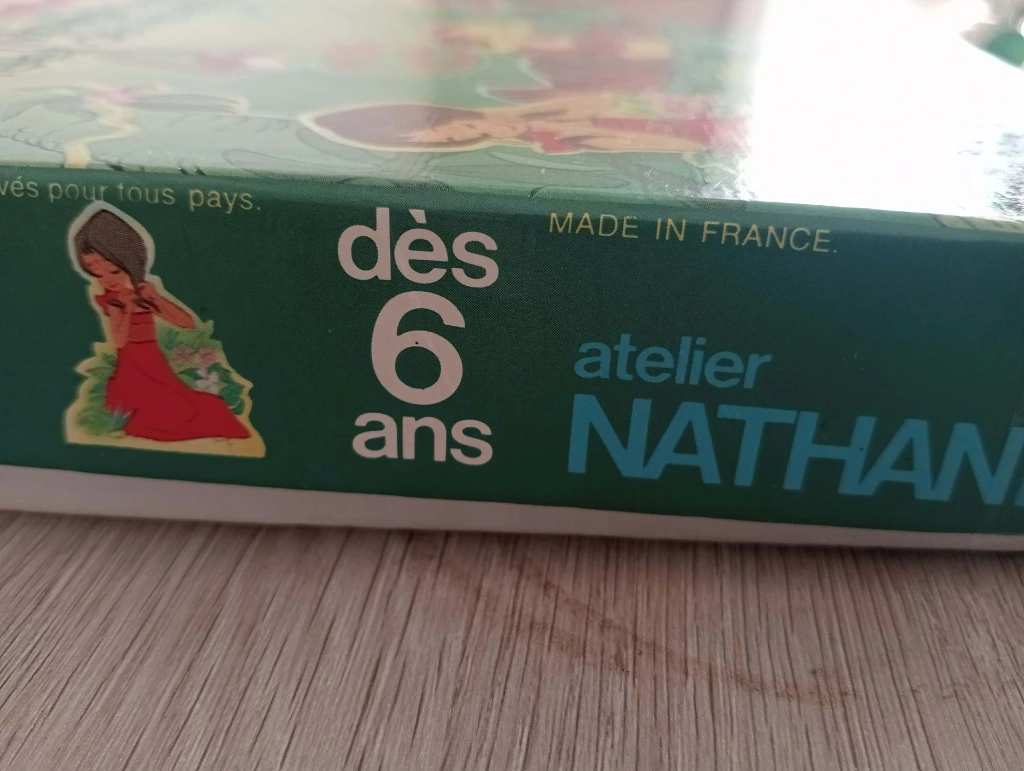 vés pour tous pays.
dès
6
ans
MADE IN FRANCE.
atelier
NATHAN